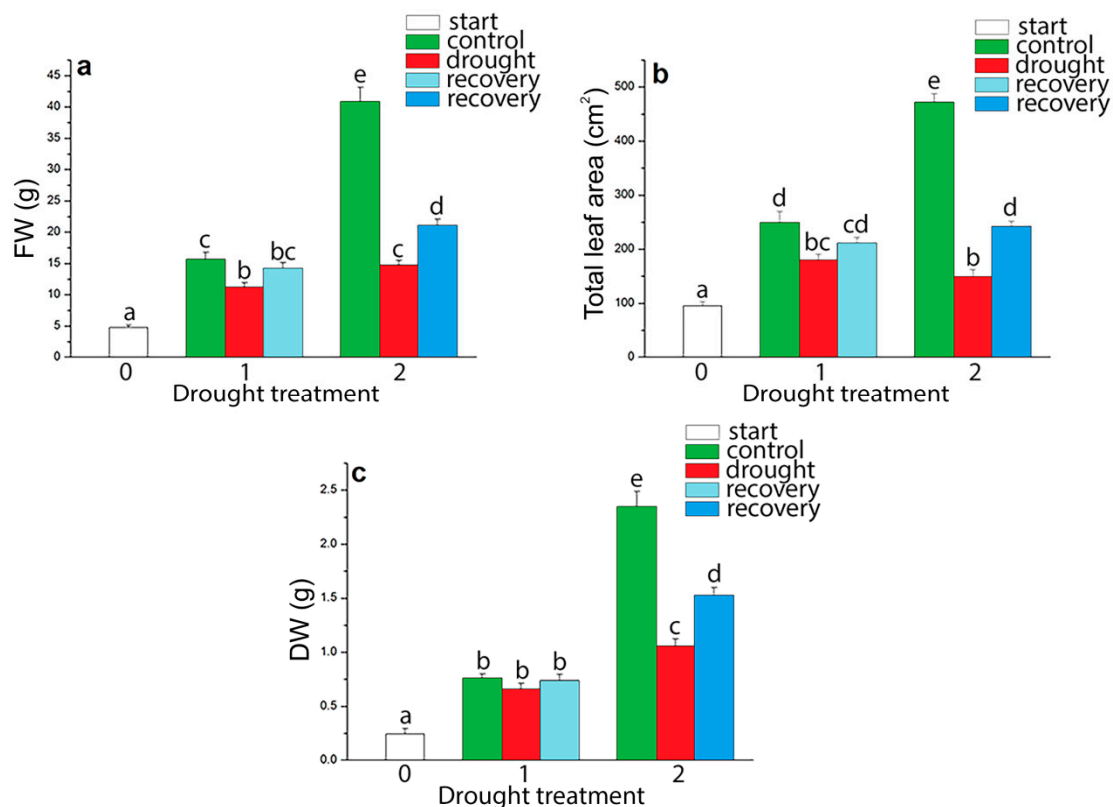 a
start
control
drought
recovery
recovery
FW (g)
45
40
35
30
25
20
15
10
5
0
a
c
b
bc
e
c
d
0
1
2
Drought treatment
b
start
control
drought
recovery
recovery
Total leaf area (cm²)
500
400
300
200
100
0
a
d
bc
cd
e
b
d
0
1
2
Drought treatment
c
start
control
drought
recovery
recovery
DW (g)
2.5
2.0
1.5
1.0
0.5
0.0
a
b
b
b
e
c
d
0
1
2
Drought treatment